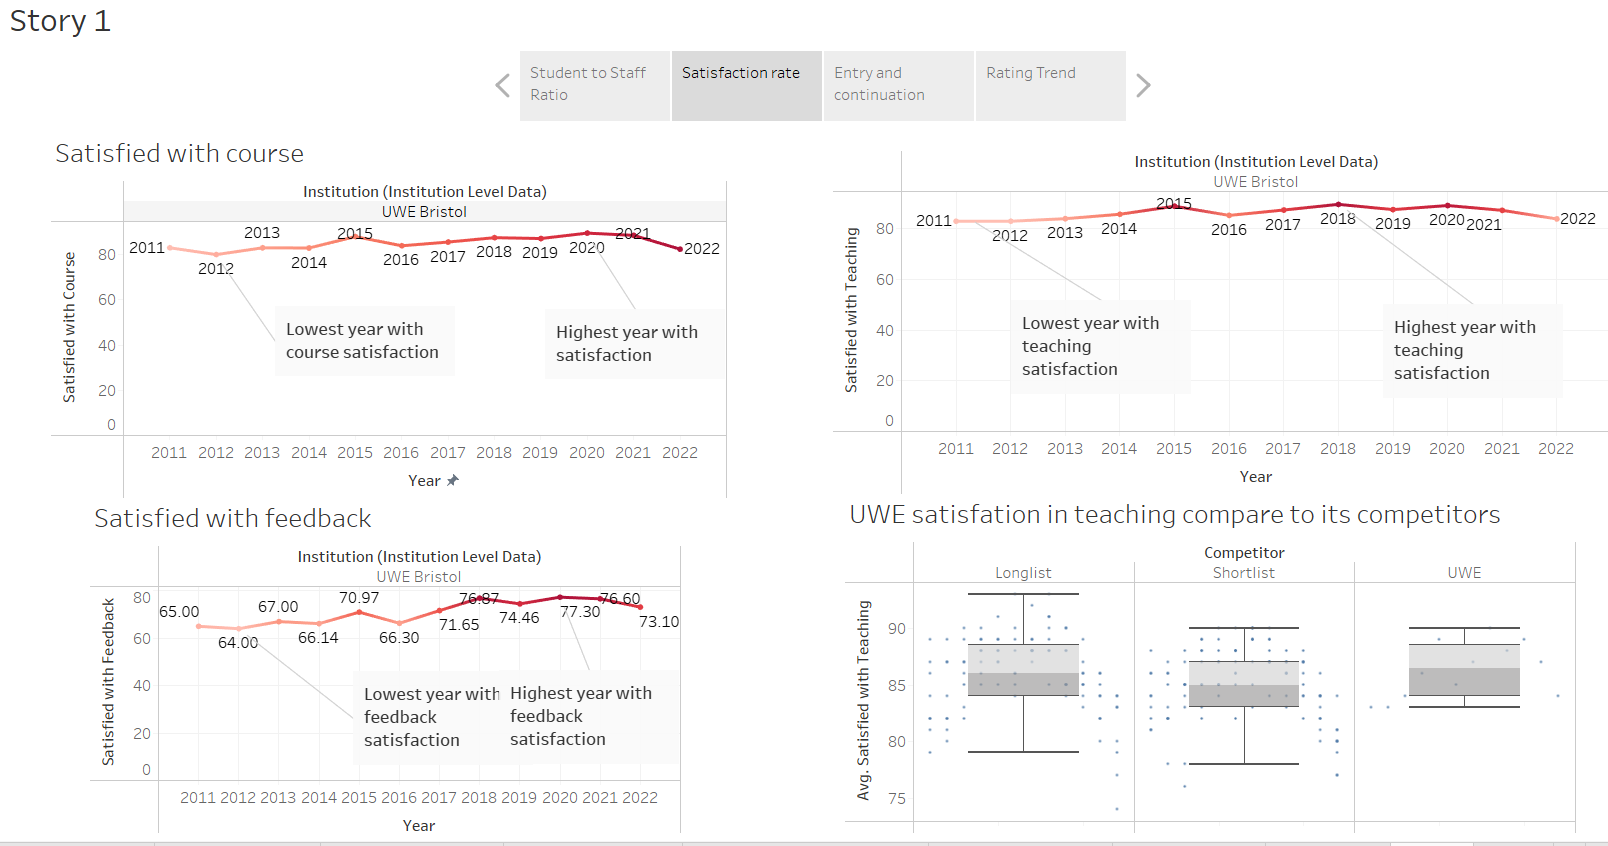 Story 1
Student to Staff
Ratio
Satisfaction rate
Entry and
continuation
Rating Trend
Satisfied with course
Institution (Institution Level Data)
UWE Bristol
Satisfied with Course
80
60
40
20
0
2011
2012
2013
2014
2015
2016
2017
2018
2019
2020
2021
2022
Lowest year with
course satisfaction
Highest year with
satisfaction
2011 2012 2013 2014 2015 2016 2017 2018 2019 2020 2021 2022
Year
Institution (Institution Level Data)
UWE Bristol
Satisfied with Teaching
80
60
40
20
0
2011
2012
2013
2014
2015
2016
2017
2018
2019
2020
2021
2022
Lowest year with
teaching
satisfaction
Highest year with
teaching
satisfaction
2011 2012 2013 2014 2015 2016 2017 2018 2019 2020 2021 2022
Year
Satisfied with feedback
Institution (Institution Level Data)
UWE Bristol
Satisfied with Feedback
80
60
40
20
0
65.00
64.00
67.00
66.14
70.97
66.30
71.65
76.87
74.46
77.30
76.60
73.10
Lowest year with
feedback
satisfaction
Highest year with
feedback
satisfaction
2011 2012 2013 2014 2015 2016 2017 2018 2019 2020 2021 2022
Year
UWE satisfation in teaching compare to its competitors
Competitor
Longlist
Shortlist
UWE
Avg. Satisfied with Teaching
90
85
80
75